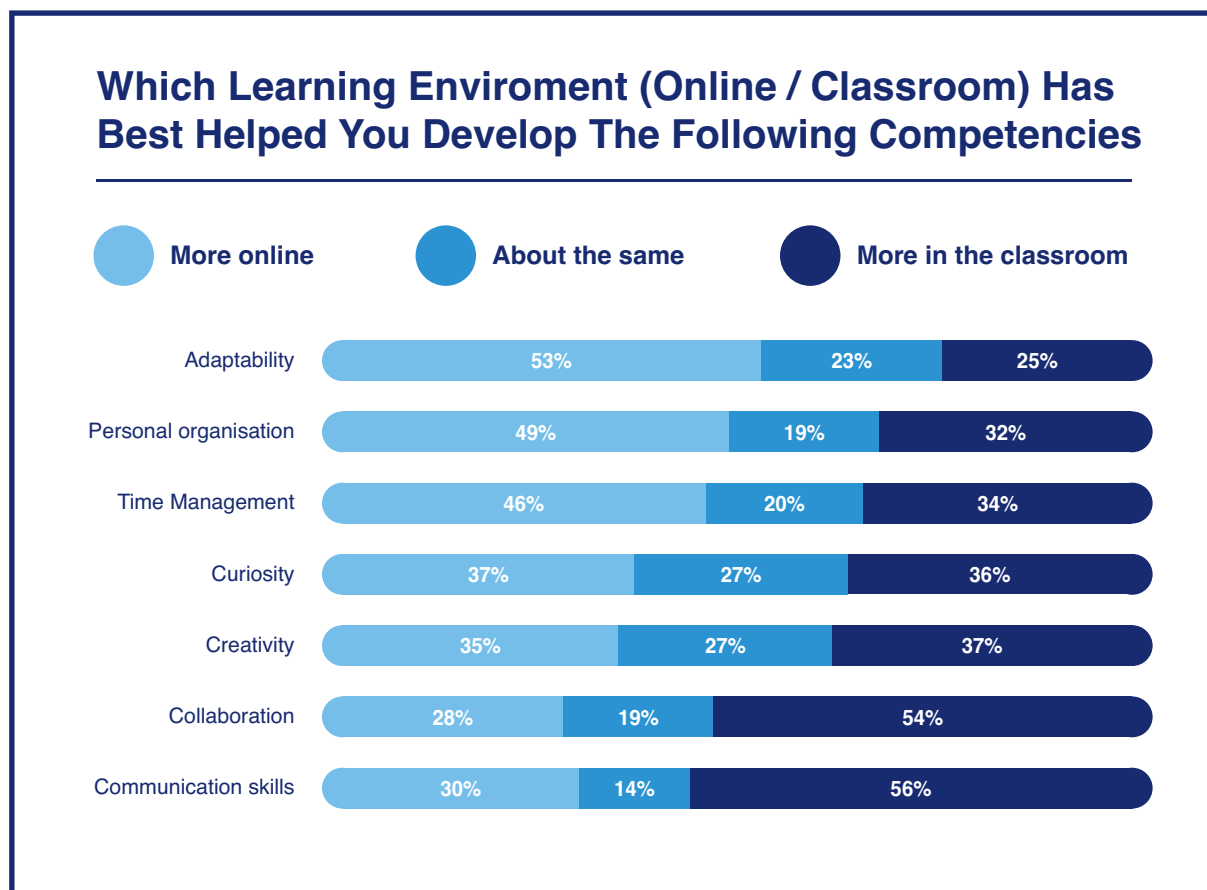 Which Learning Enviroment (Online / Classroom) Has
Best Helped You Develop The Following Competencies
More online About the same More in the classroom
Adaptability 53% 23% 25%
Personal organisation 49% 19% 32%
Time Management 46% 20% 34%
Curiosity 37% 27% 36%
Creativity 35% 27% 37%
Collaboration 28% 19% 54%
Communication skills 30% 14% 56%